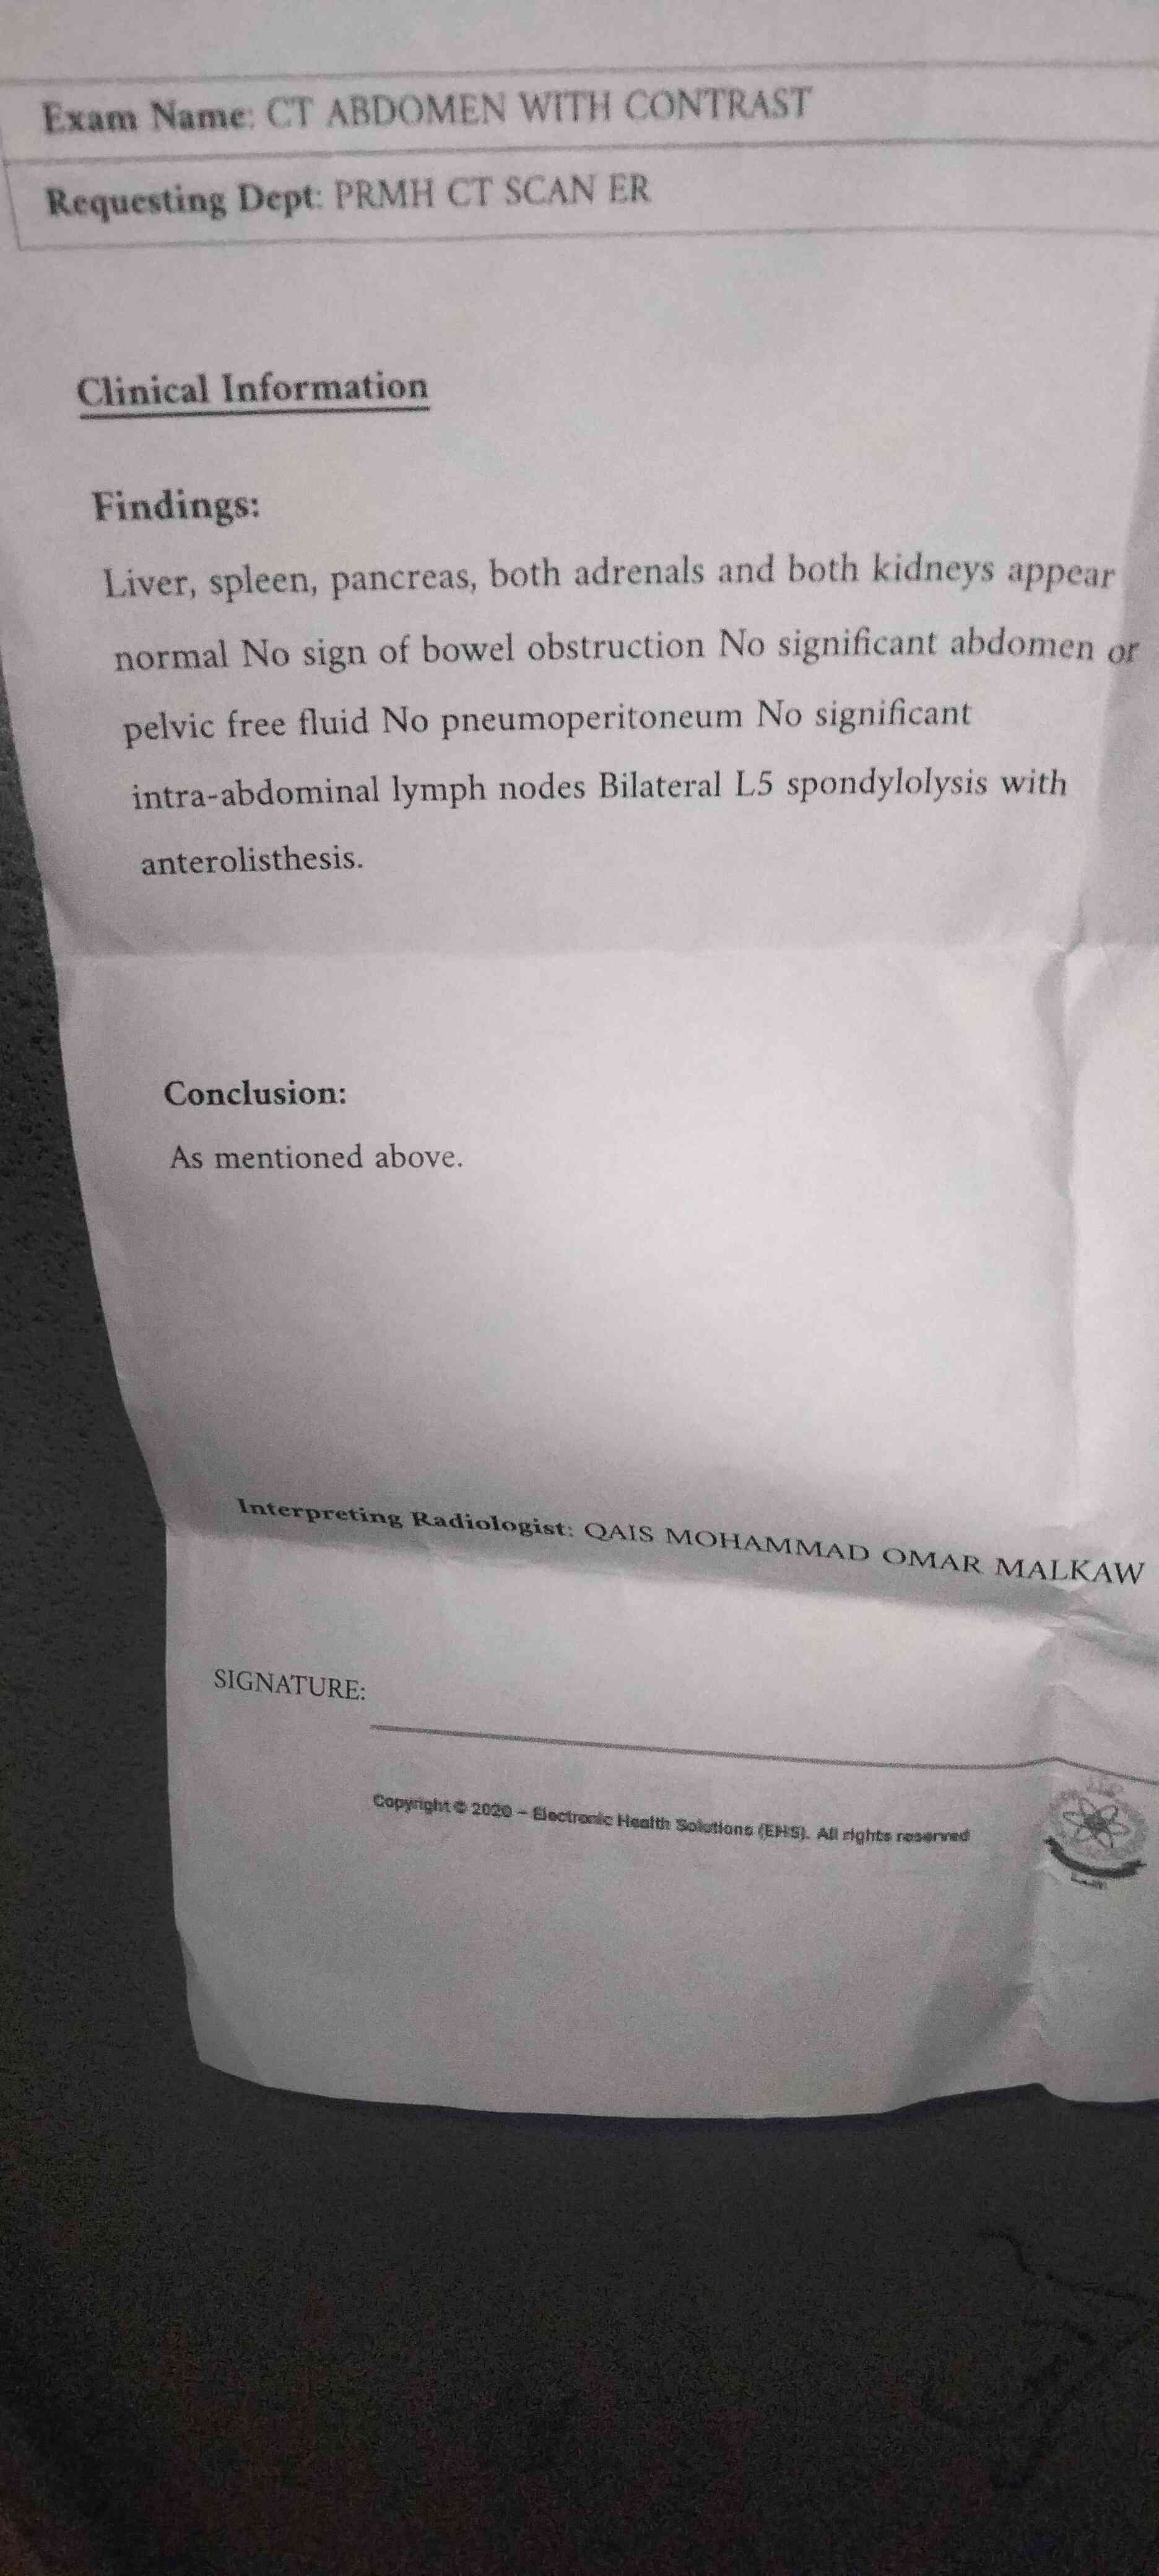 Exam Name: CT ABDOMEN WITH CONTRAST
Requesting Dept: PRMH CT SCAN ER
Clinical Information
Findings:
Liver, spleen, pancreas, both adrenals and both kidneys appear
normal No sign of bowel obstruction No significant abdomen or
pelvic free fluid No pneumoperitoneum No significant
intra-abdominal lymph nodes Bilateral L5 spondylolysis with
anterolisthesis.
Conclusion:
As mentioned above.
Interpreting Radiologist: QAIS MOHAMMAD OMAR MALKAW
SIGNATURE:
Copyright © 2020 – Electronic Health Solutions (EHS). All rights reserved